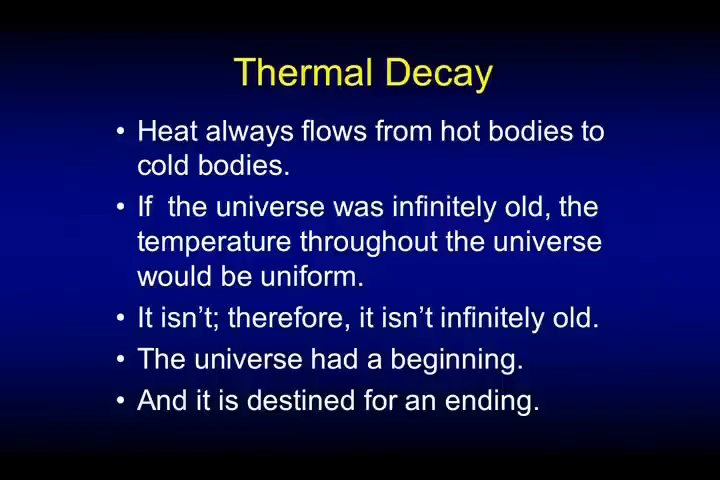 Thermal Decay
• Heat always flows from hot bodies to
cold bodies.
• If  the universe was infinitely old, the
temperature throughout the universe
would be uniform.
• It isn’t; therefore, it isn’t infinitely old.
• The universe had a beginning.
• And it is destined for an ending.